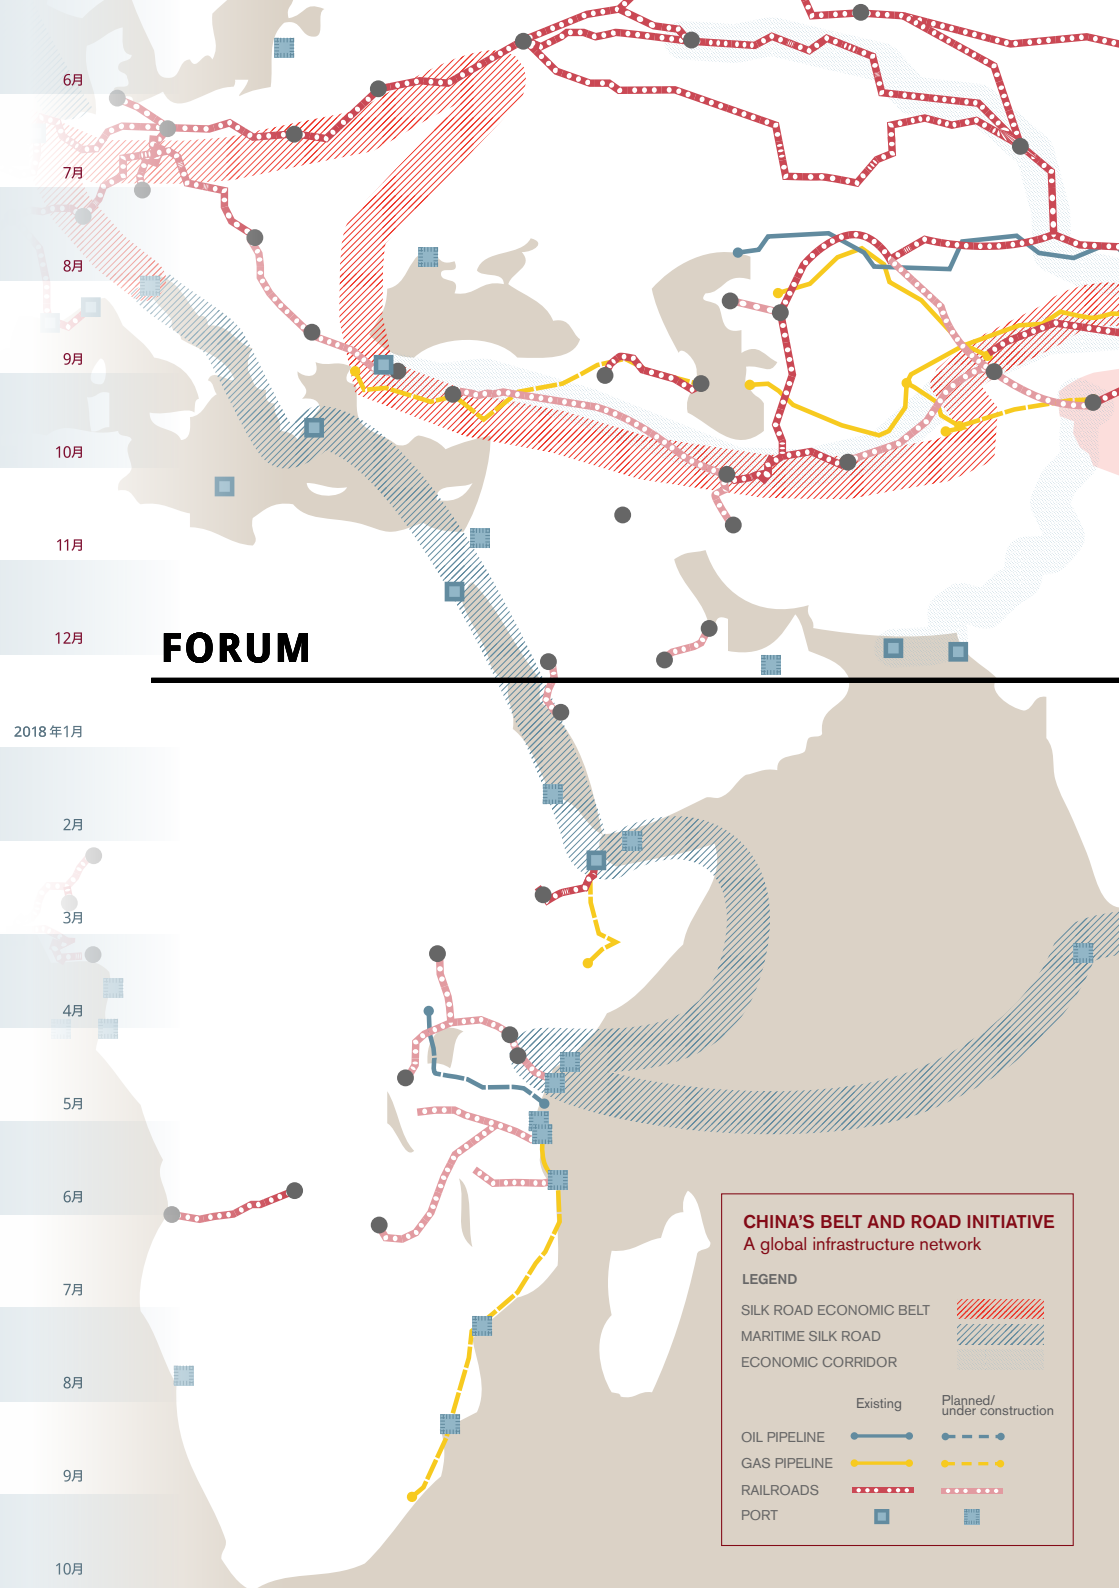 6月
7月
8月
9月
10月
11月
12月
FORUM
2018年1月
2月
3月
4月
5月
6月
7月
8月
9月
10月
CHINA'S BELT AND ROAD INITIATIVE
A global infrastructure network
LEGEND
SILK ROAD ECONOMIC BELT
MARITIME SILK ROAD
ECONOMIC CORRIDOR
Existing
Planned/
under construction
OIL PIPELINE
GAS PIPELINE
RAILROADS
PORT